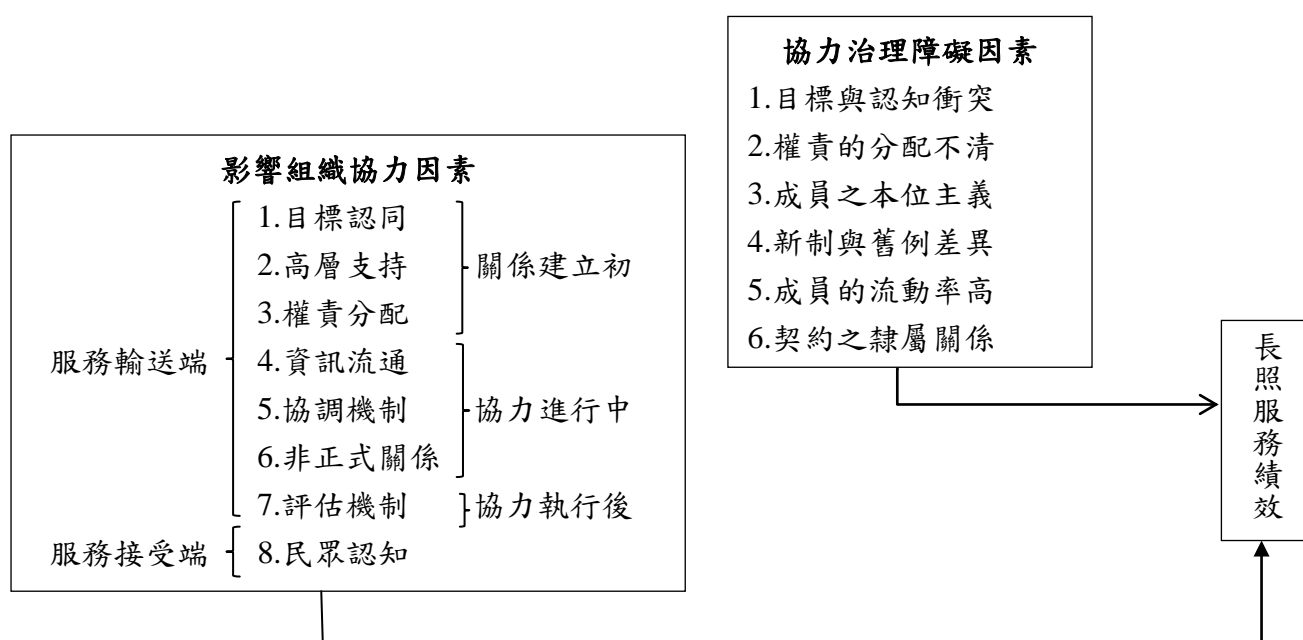 影響組織協力因素
服務輸送端
1.目標認同
2.高層支持
3.權責分配
關係建立初
4.資訊流通
5.協調機制
6.非正式關係
協力進行中
7.評估機制
協力執行後
服務接受端
8.民眾認知
協力治理障礙因素
1.目標與認知衝突
2.權責的分配不清
3.成員之本位主義
4.新制與舊例差異
5.成員的流動率高
6.契約之隸屬關係
長照服務績效